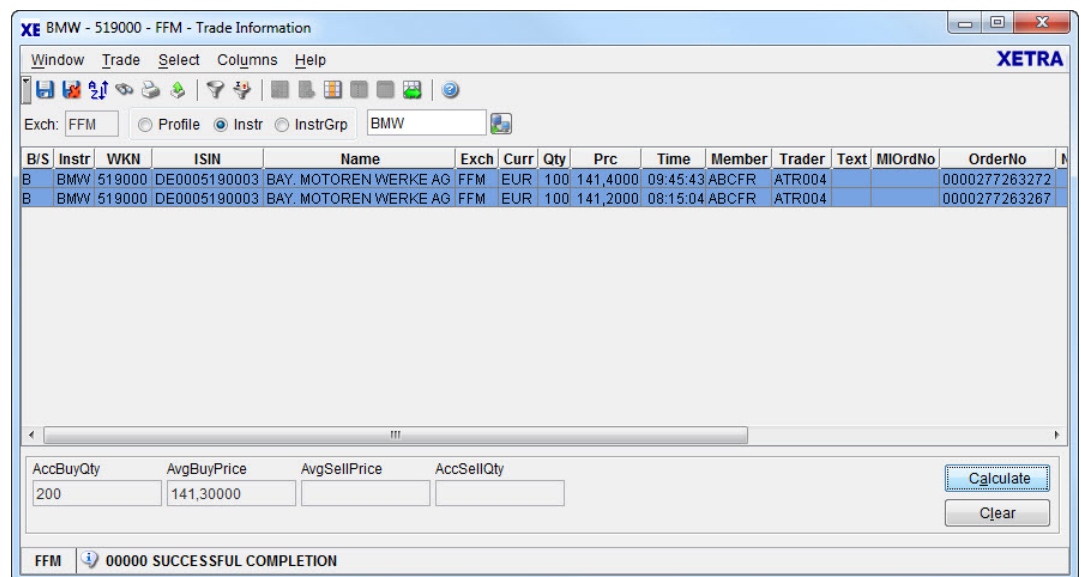 XE BMW - 519000 - FFM - Trade Information
Window Trade Select Columns Help XETRA
Exch: FFM Profile Instr InstrGrp BMW
B/S Instr WKN ISIN Name Exch Curr Qty Prc Time Member Trader Text MIOrdNo OrderNo
B BMW 519000 DE0005190003 BAY. MOTOREN WERKE AG FFM EUR 100 141,4000 09:45:43 ABCFR ATR004 0000277263272
B BMW 519000 DE0005190003 BAY. MOTOREN WERKE AG FFM EUR 100 141,2000 08:15:04 ABCFR ATR004 0000277263267
AccBuyQty AvgBuyPrice AvgSellPrice AccSellQty
200 141,30000
Calculate
Clear
FFM 00000 SUCCESSFUL COMPLETION